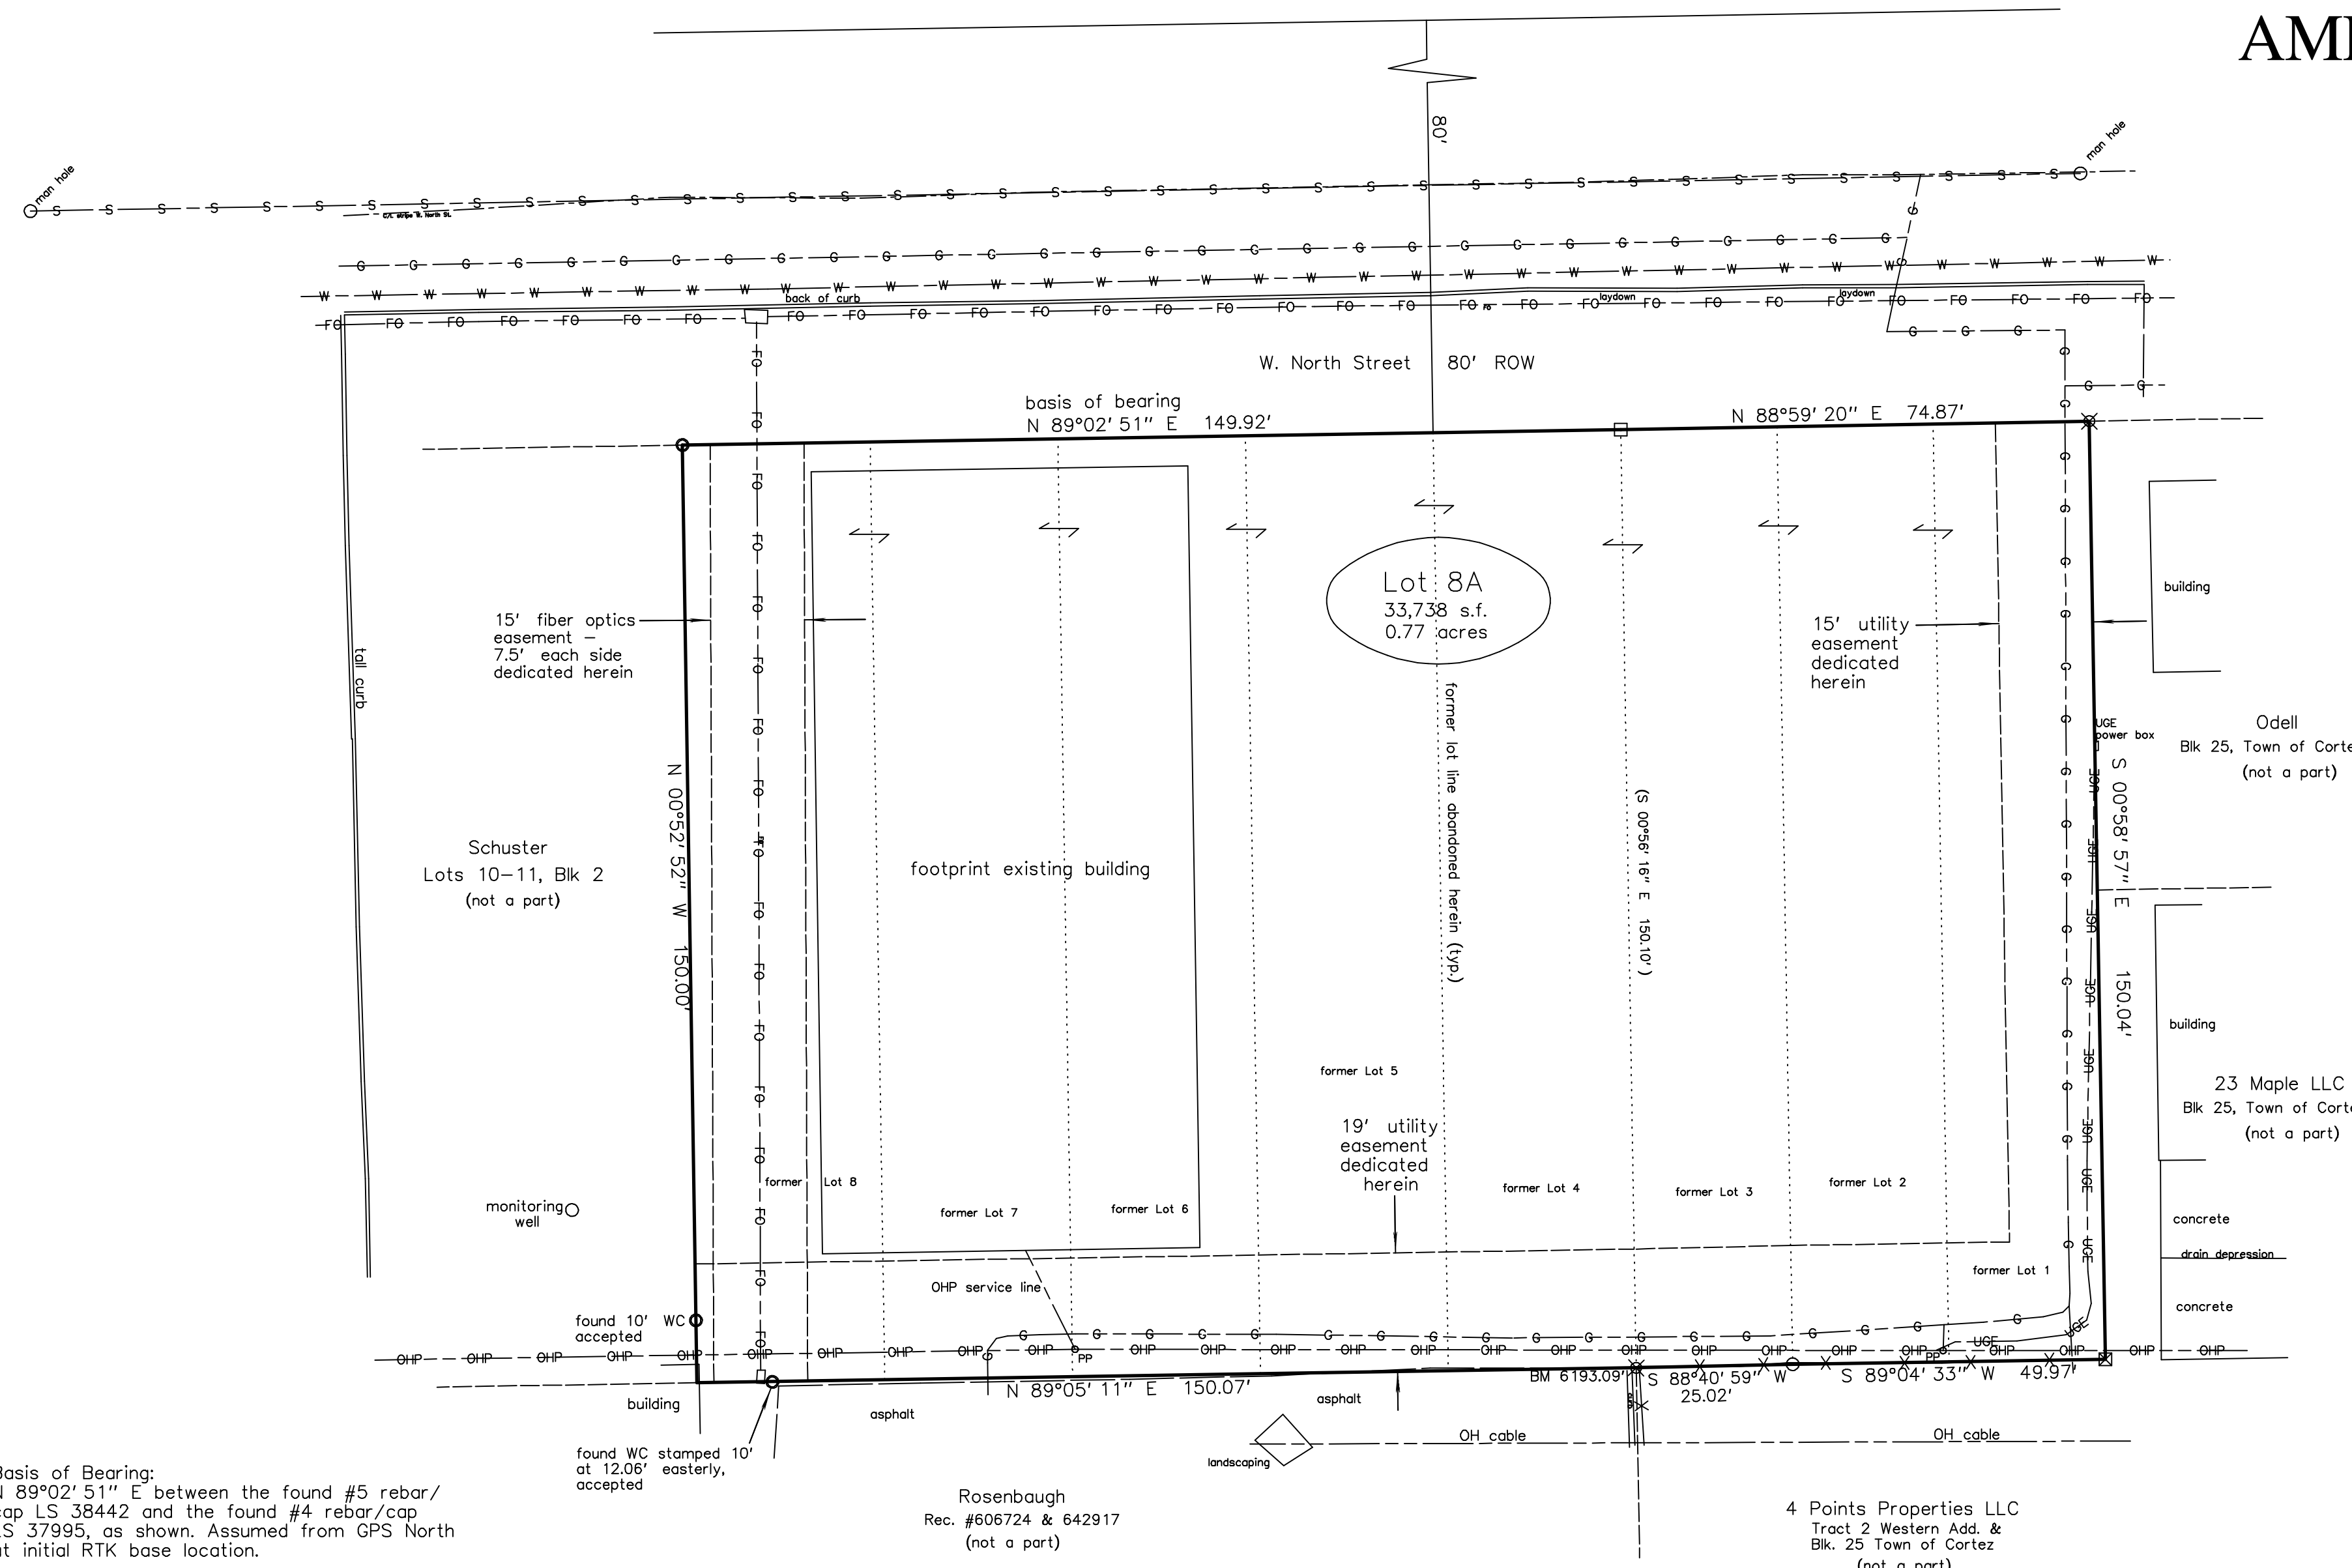 80'
man hole
man hole
C/L stripe W. North St.
back of curb
laydown
laydown
W. North Street 80' ROW
basis of bearing
N 89°02'51" E 149.92'
N 88°59'20" E 74.87'
tall curb
15' fiber optics
easement –
7.5' each side
dedicated herein
Lot 8A
33,738 s.f.
0.77 acres
15' utility
easement
dedicated
herein
building
UGE
power box
Odell
(not a part)
N 00°52'52" W 150.00'
Schuster
Lots 10–11, Blk 2
(not a part)
footprint existing building
former lot line abandoned herein (typ.)
(S 00°56'16" E 150.10')
S 00°58'57" E 150.04'
building
23 Maple LLC
(not a part)
former Lot 5
19' utility
easement
dedicated
herein
former Lot 8
former Lot 7
former Lot 6
former Lot 4
former Lot 3
former Lot 2
former Lot 1
monitoring
well
concrete
drain depression
concrete
OHP service line
found 10' WC
accepted
PP
PP
building
N 89°05'11" E 150.07'
BM 6193.09'
S 88°40'59" W
25.02'
S 89°04'33" W 49.97'
asphalt
asphalt
OH cable
OH cable
landscaping
found WC stamped 10'
at 12.06' easterly,
accepted
Basis of Bearing:
N 89°02'51" E between the found #5 rebar/
cap LS 38442 and the found #4 rebar/cap
LS 37995, as shown. Assumed from GPS North
at initial RTK base location.
Rosenbaugh
Rec. #606724 & 642917
(not a part)
4 Points Properties LLC
Tract 2 Western Add. &
Blk. 25 Town of Cortez
(not a part)